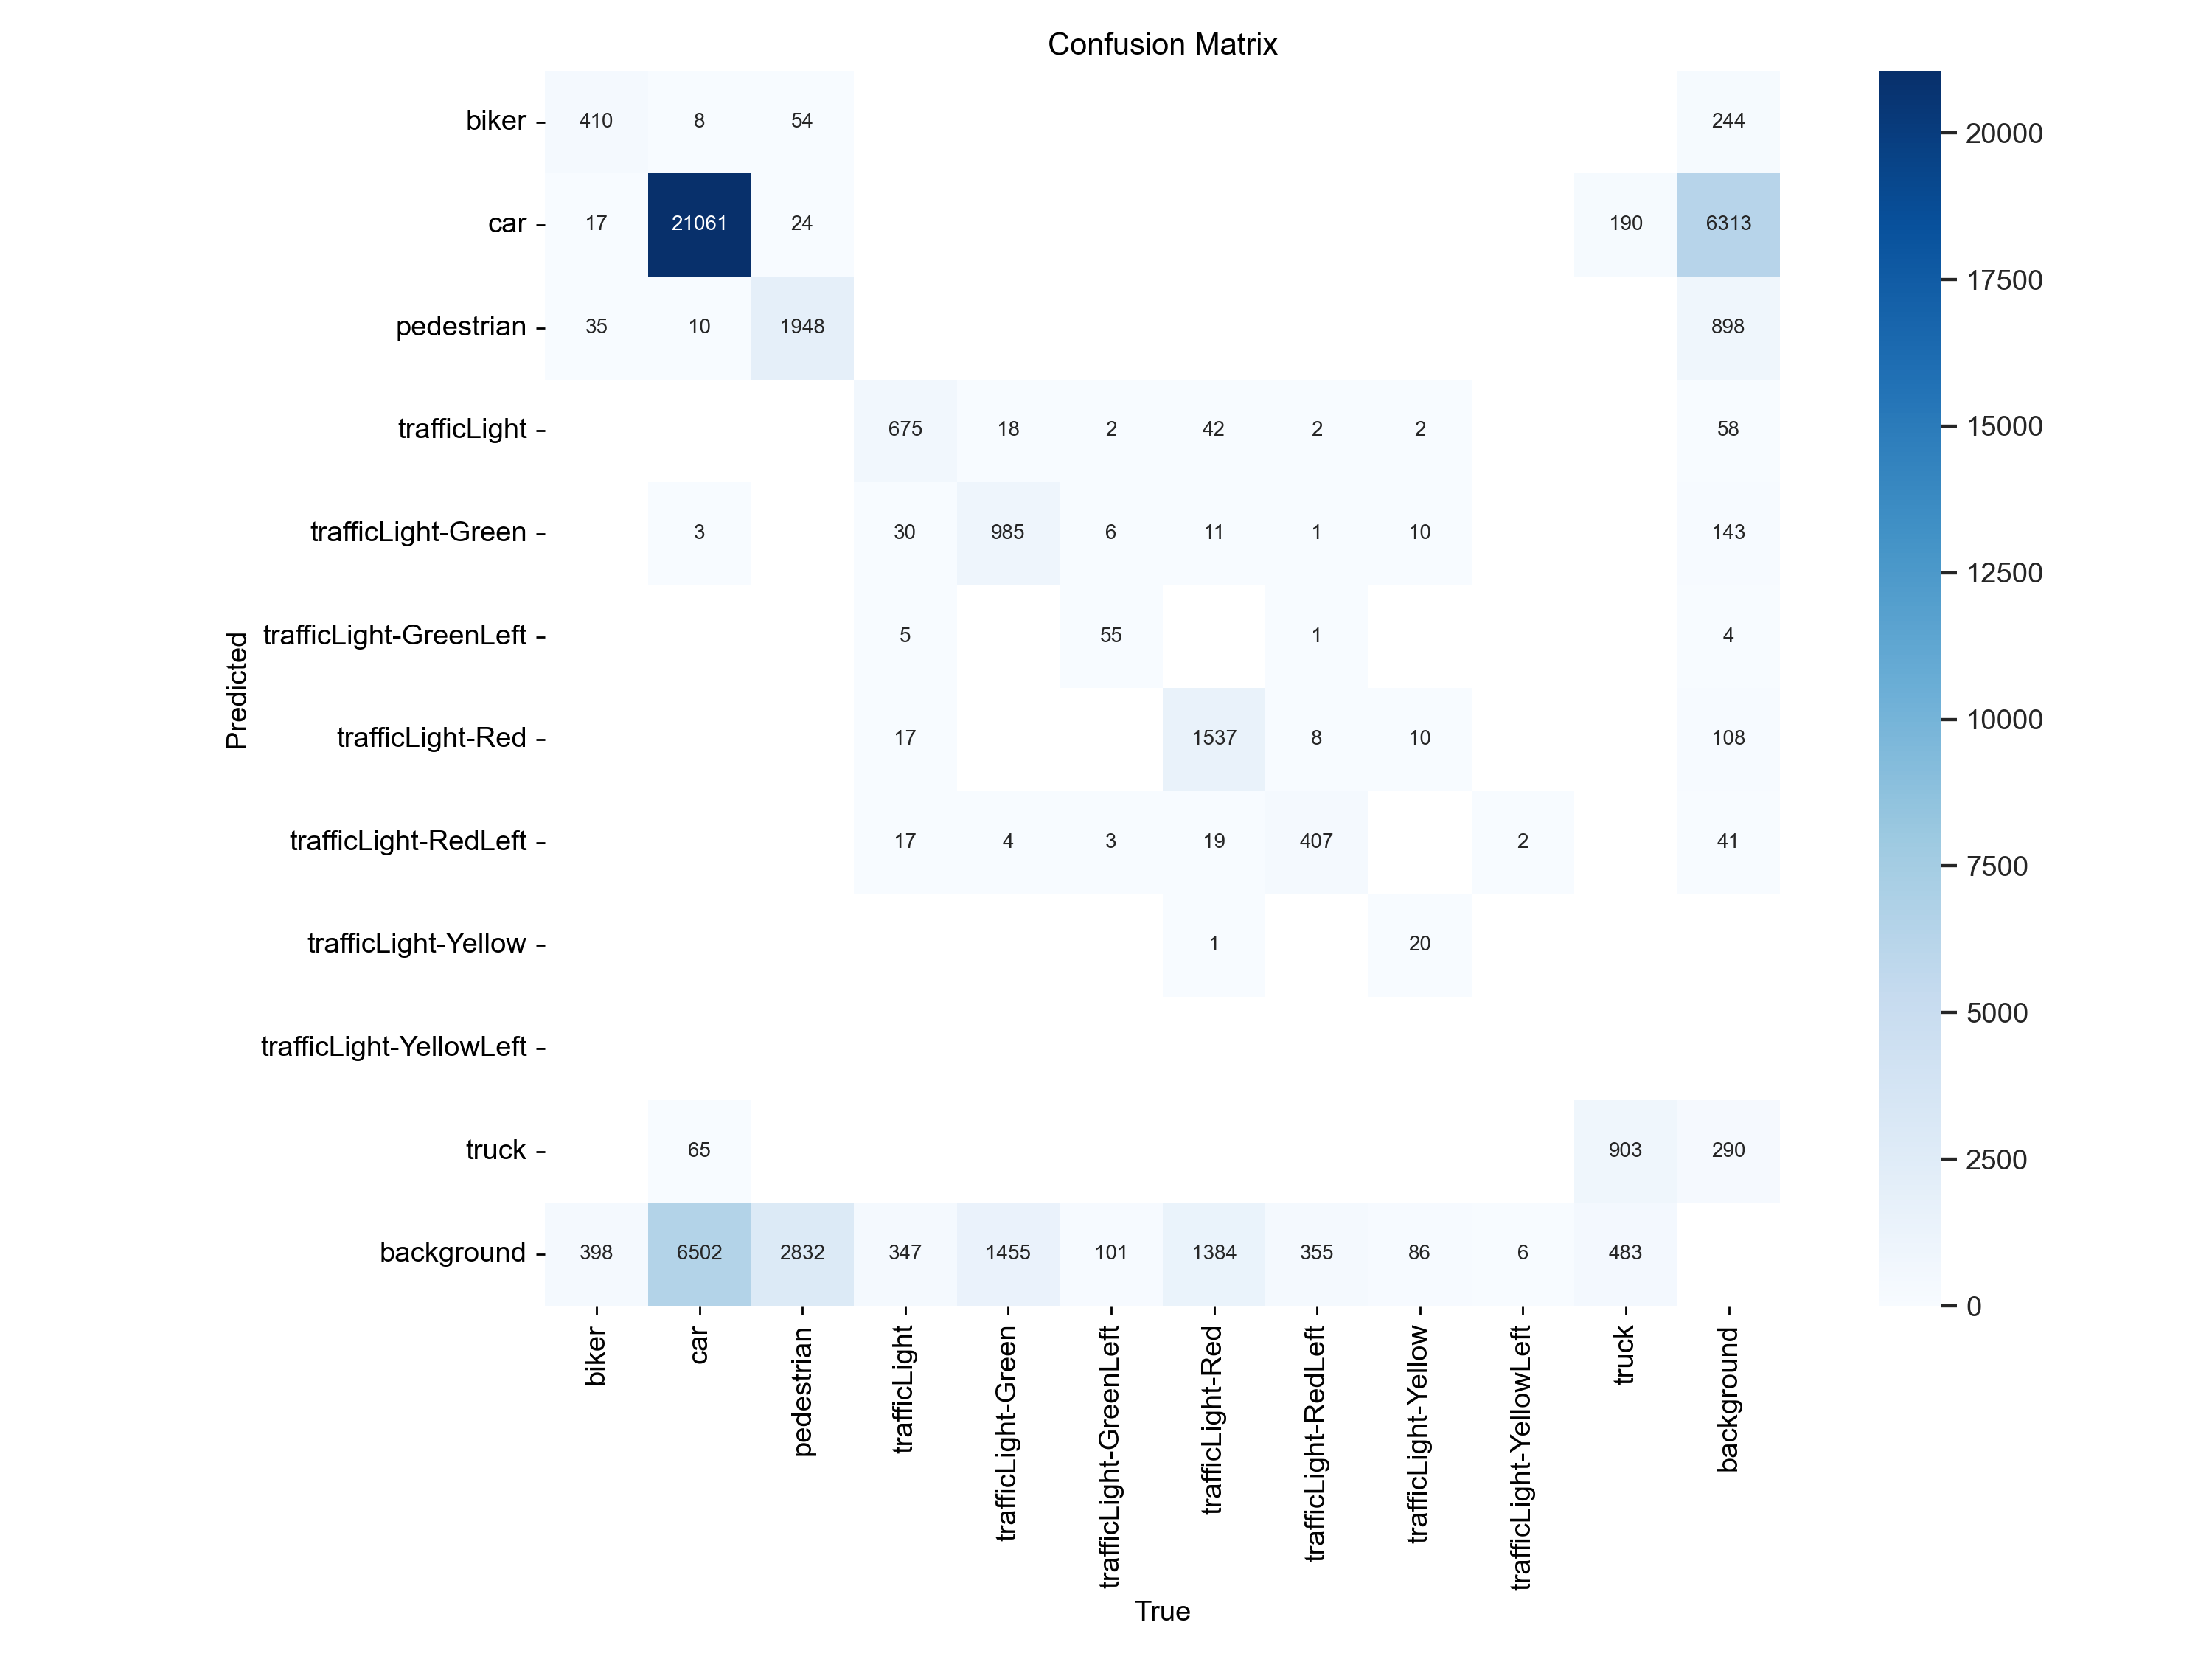 Confusion Matrix
biker 410 8 54 244
car 17 21061 24 190 6313
pedestrian 35 10 1948 898
trafficLight 675 18 2 42 2 2 58
trafficLight-Green 3 30 985 6 11 1 10 143
trafficLight-GreenLeft 5 55 1 4
trafficLight-Red 17 1537 8 10 108
trafficLight-RedLeft 17 4 3 19 407 2 41
trafficLight-Yellow 1 20
trafficLight-YellowLeft
truck 65 903 290
background 398 6502 2832 347 1455 101 1384 355 86 6 483
Predicted
biker
car
pedestrian
trafficLight
trafficLight-Green
trafficLight-GreenLeft
trafficLight-Red
trafficLight-RedLeft
trafficLight-Yellow
trafficLight-YellowLeft
truck
background
True
20000
17500
15000
12500
10000
7500
5000
2500
0